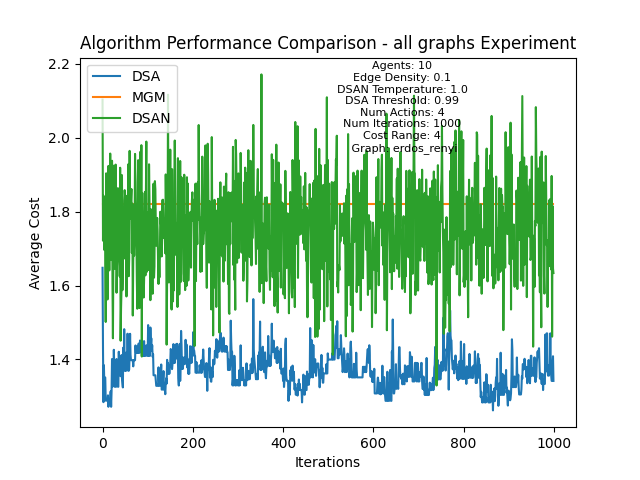 Algorithm Performance Comparison - all graphs Experiment
DSA
MGM
DSAN
Agents: 10
Edge Density: 0.1
DSAN Temperature: 1.0
DSA Threshold: 0.99
Num Actions: 4
Num Iterations: 1000
Cost Range: 4
Graph: erdos_renyi
2.2
2.0
1.8
1.6
1.4
Average Cost
0
200
400
600
800
1000
Iterations